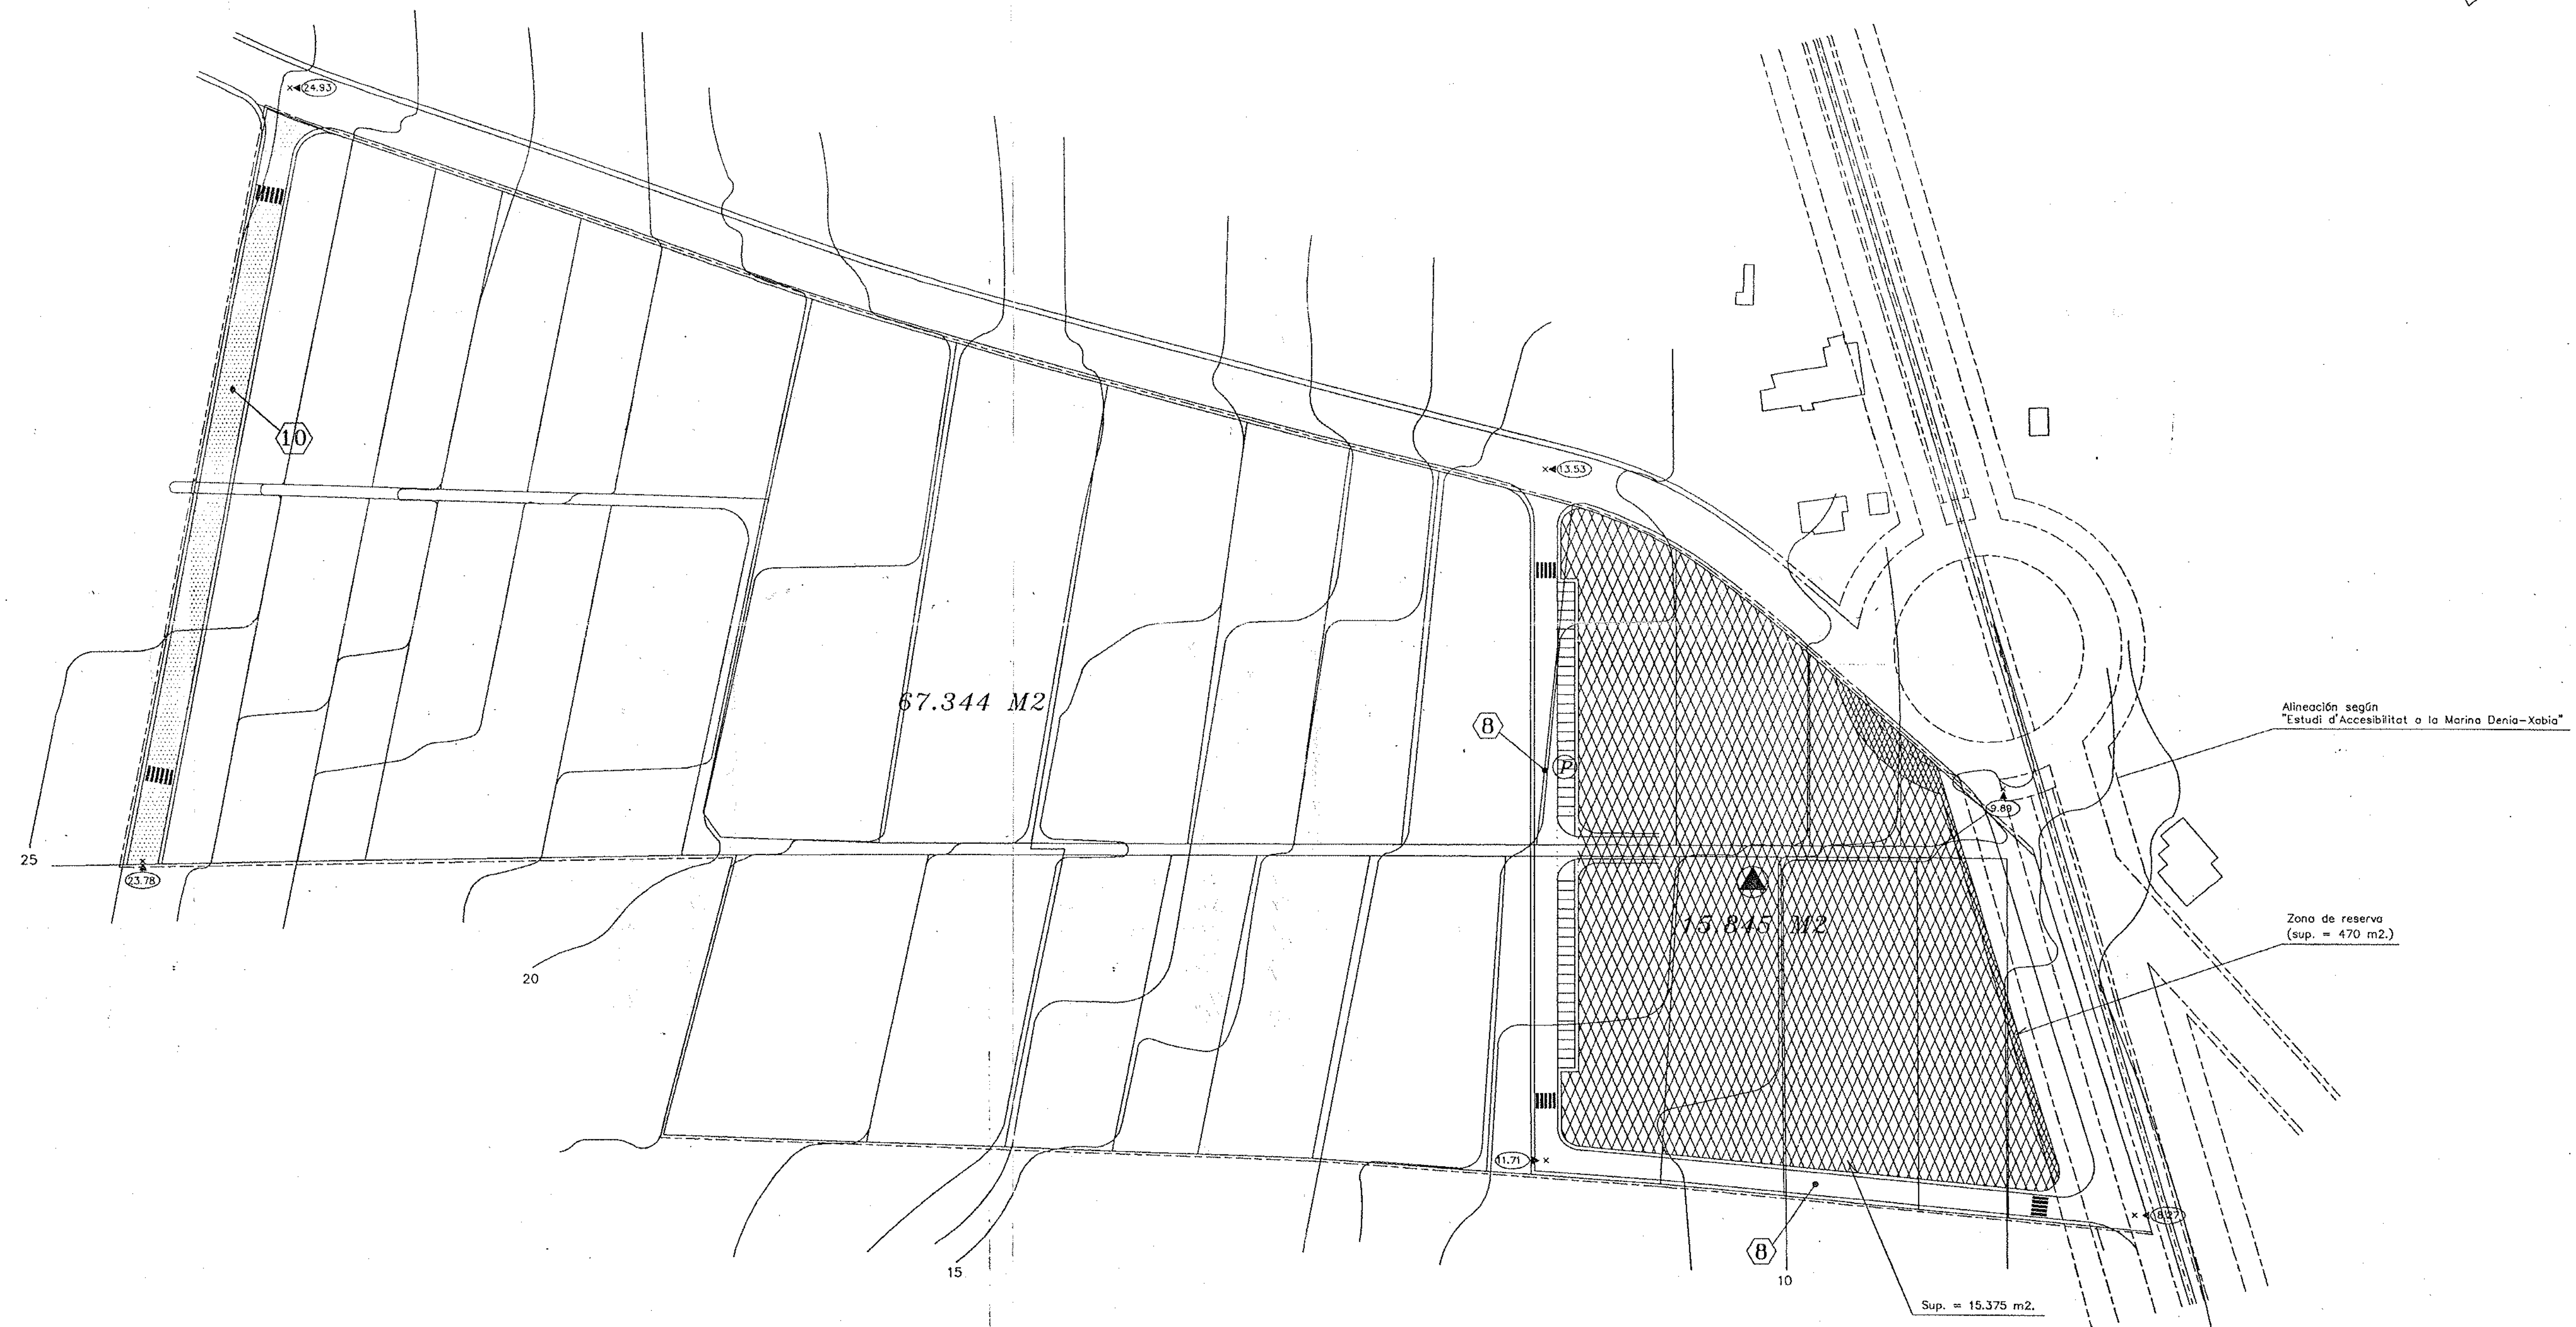 24.93
10
13.53
67.344 M2
Alineación según
"Estudi d'Accesibilitat a la Marina Denia-Xabia"
8
P
9.89
25
23.78
15.845 M2
Zona de reserva
(sup. = 470 m2.)
20
11.71
8.27
8
15
10
Sup. = 15.375 m2.